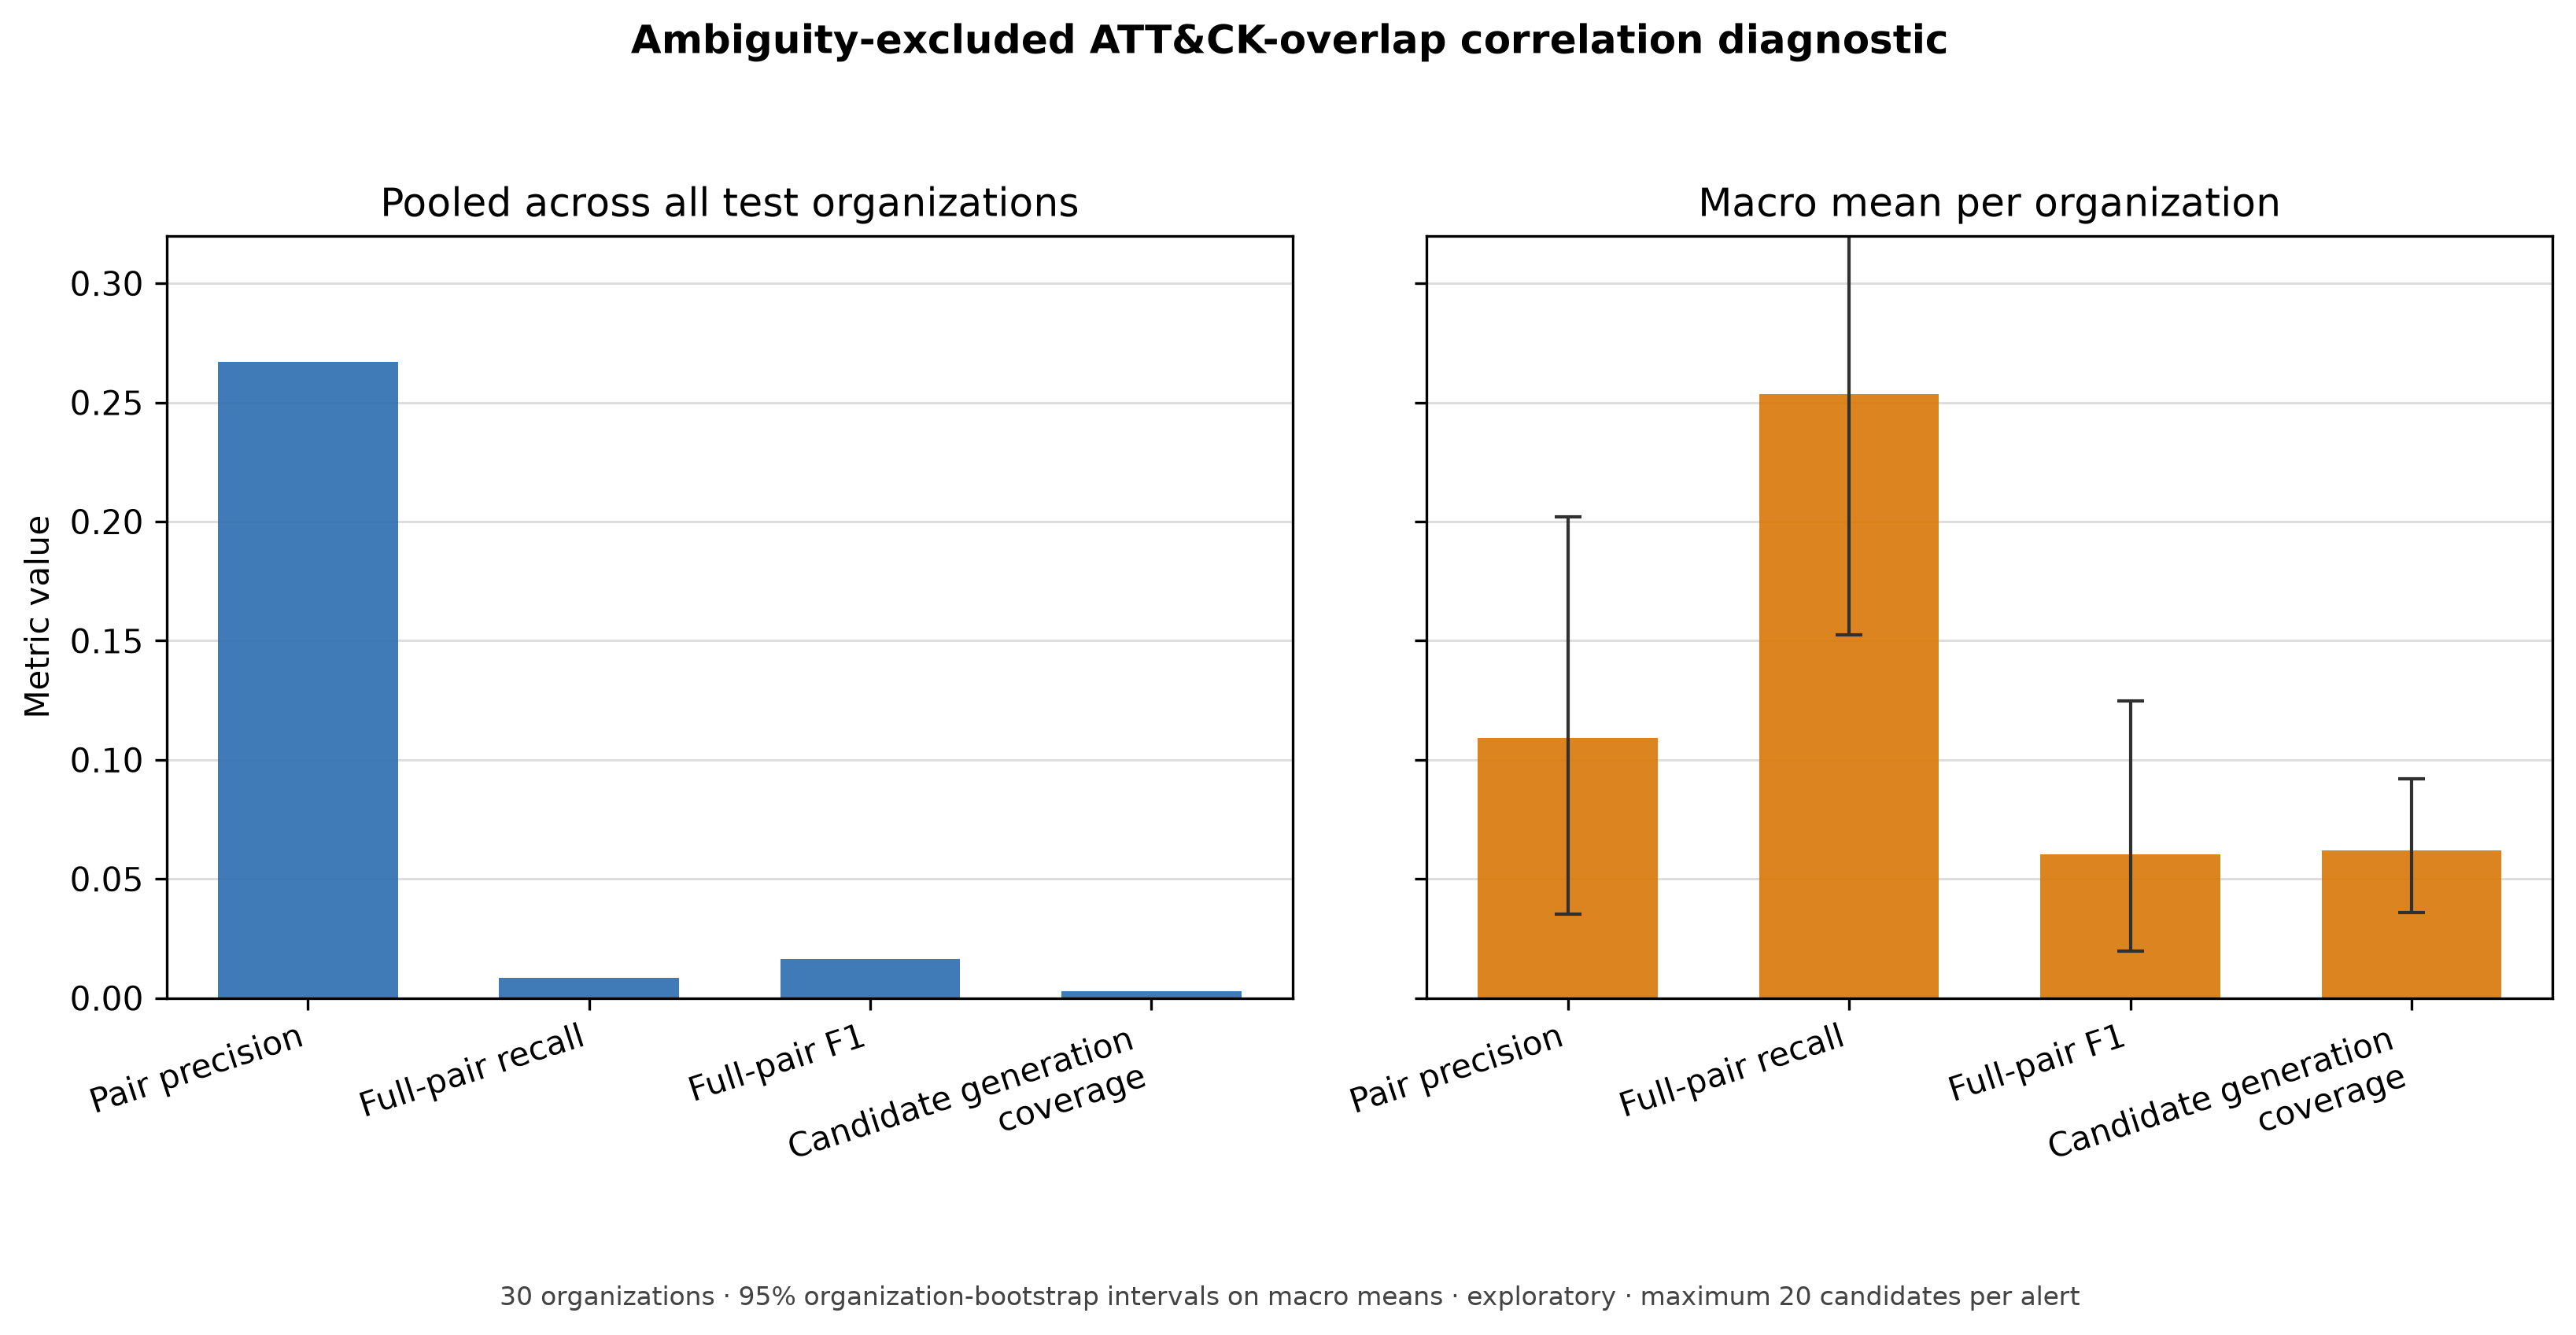 Ambiguity-excluded ATT&CK-overlap correlation diagnostic
Pooled across all test organizations
Metric value
0.30
0.25
0.20
0.15
0.10
0.05
0.00
Pair precision
Full-pair recall
Full-pair F1
Candidate generation
coverage
Macro mean per organization
Pair precision
Full-pair recall
Full-pair F1
Candidate generation
coverage
30 organizations · 95% organization-bootstrap intervals on macro means · exploratory · maximum 20 candidates per alert